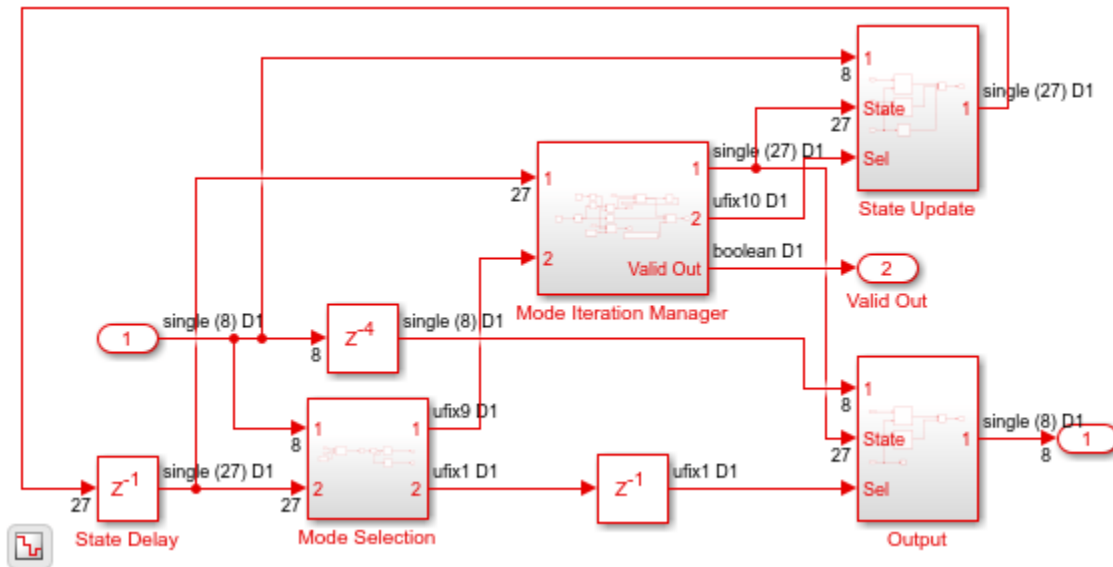 1
8
State
27
Sel
1
single (27) D1
State Update
1
27
2
1
2
Valid Out
single (27) D1
ufix10 D1
boolean D1
Mode Iteration Manager
2
Valid Out
1
single (8) D1
8
z-4
single (8) D1
1
8
2
27
1
2
ufix9 D1
ufix1 D1
Mode Selection
27
z-1
single (27) D1
State Delay
z-1
ufix1 D1
1
8
State
27
Sel
1
single (8) D1
8
1
Output